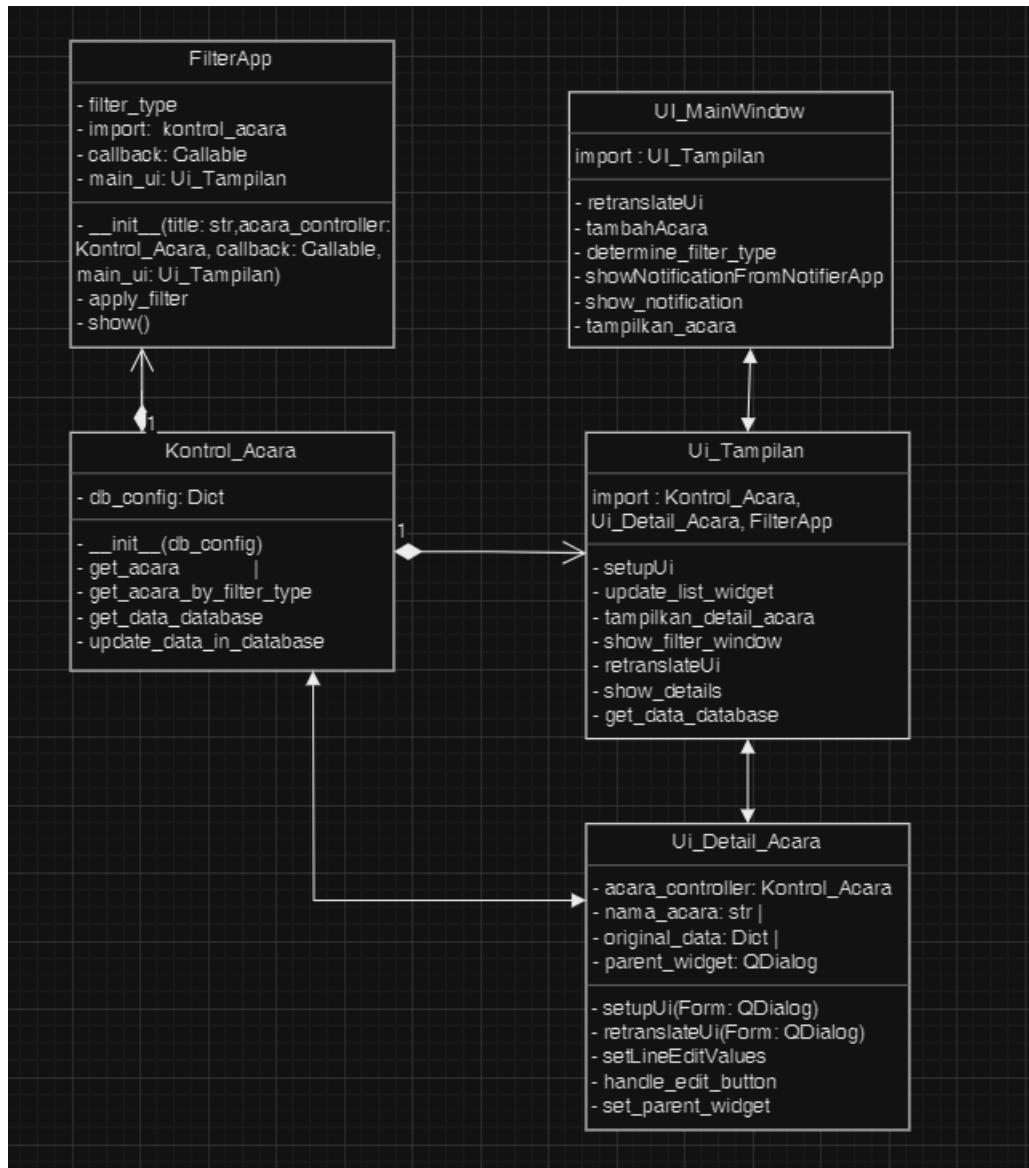 FilterApp
- filter_type
- import: kontrol_acara
- callback: Callable
- main_ui: Ui_Tampilan
- __init__(title: str,acara_controller:
Kontrol_Acara, callback: Callable,
main_ui: Ui_Tampilan)
- apply_filter
- show()
UI_MainWindow
import : UI_Tampilan
- retranslateUi
- tambahAcara
- determine_filter_type
- showNotificationFromNotifierApp
- show_notification
- tampilkan_acara
1
Kontrol_Acara
- db_config: Dict
- __init__(db_config)
- get_acara |
- get_acara_by_filter_type
- get_data_database
- update_data_in_database
1
Ui_Tampilan
import : Kontrol_Acara,
Ui_Detail_Acara, FilterApp
- setupUi
- update_list_widget
- tampilkan_detail_acara
- show_filter_window
- retranslateUi
- show_details
- get_data_database
Ui_Detail_Acara
- acara_controller: Kontrol_Acara
- nama_acara: str |
- original_data: Dict |
- parent_widget: QDialog
- setupUi(Form: QDialog)
- retranslateUi(Form: QDialog)
- setLineEditValues
- handle_edit_button
- set_parent_widget